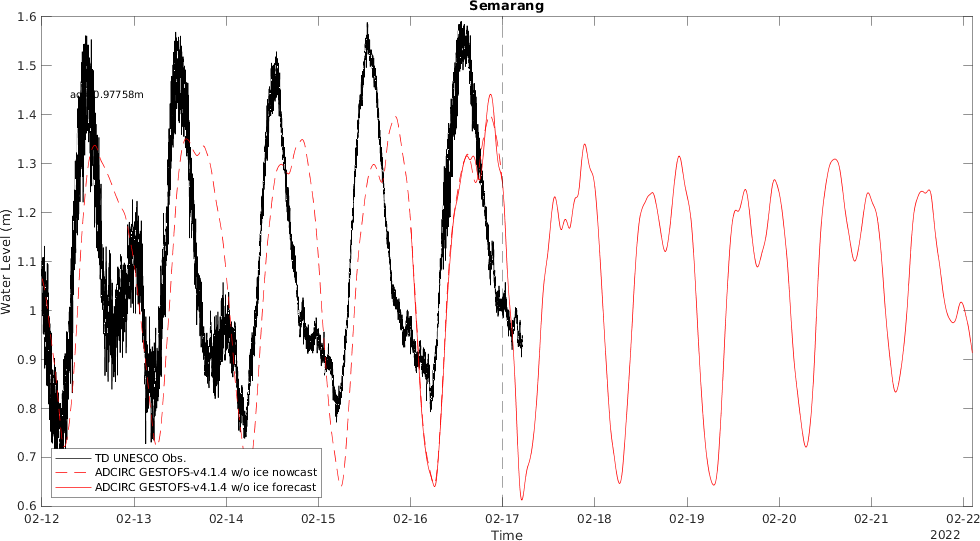 Semarang
1.6
1.5
1.4
1.3
1.2
1.1
1
0.9
0.8
0.7
0.6
Water Level (m)
0.97758m
TD UNESCO Obs.
ADCIRC GESTOFS-v4.1.4 w/o ice nowcast
ADCIRC GESTOFS-v4.1.4 w/o ice forecast
02-12 02-13 02-14 02-15 02-16 02-17 02-18 02-19 02-20 02-21 02-22
Time
2022